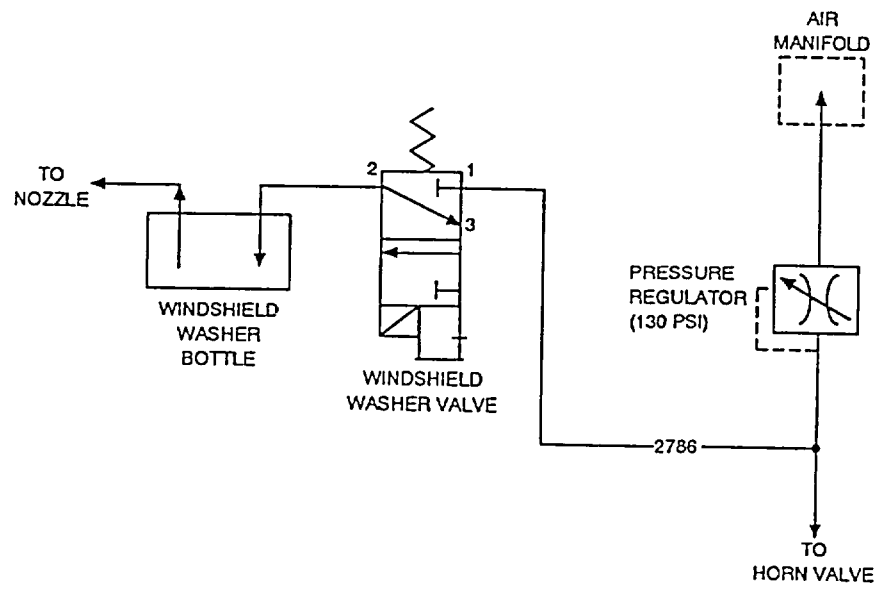 AIR
MANIFOLD
TO
NOZZLE
2
1
3
WINDSHIELD
WASHER
BOTTLE
PRESSURE
REGULATOR
(130 PSI)
WINDSHIELD
WASHER VALVE
2786
TO
HORN VALVE